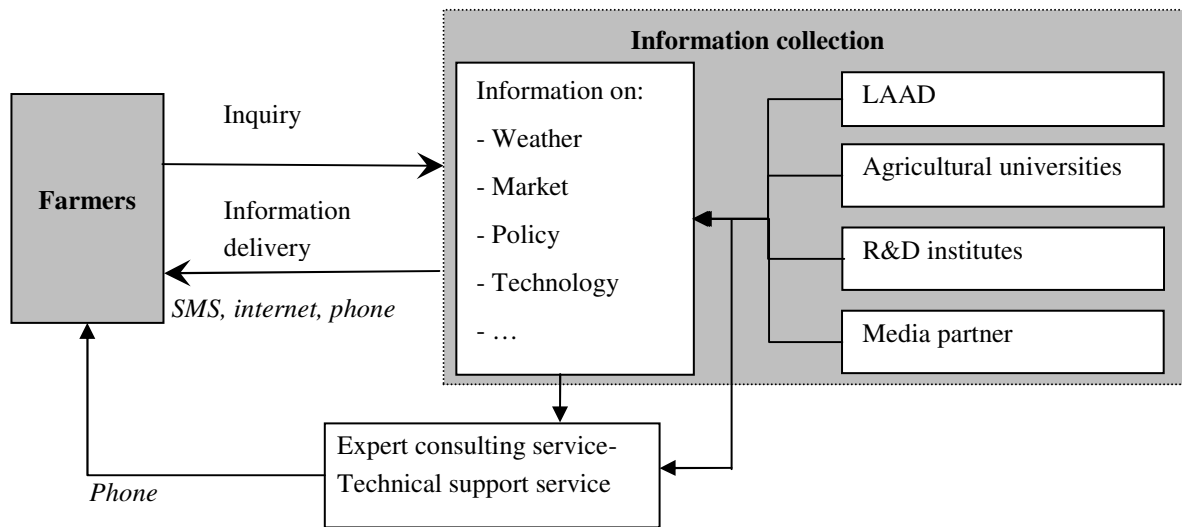 Information collection
Farmers
Inquiry
Information
delivery
SMS, internet, phone
Information on:
- Weather
- Market
- Policy
- Technology
- …
LAAD
Agricultural universities
R&D institutes
Media partner
Expert consulting service-
Technical support service
Phone